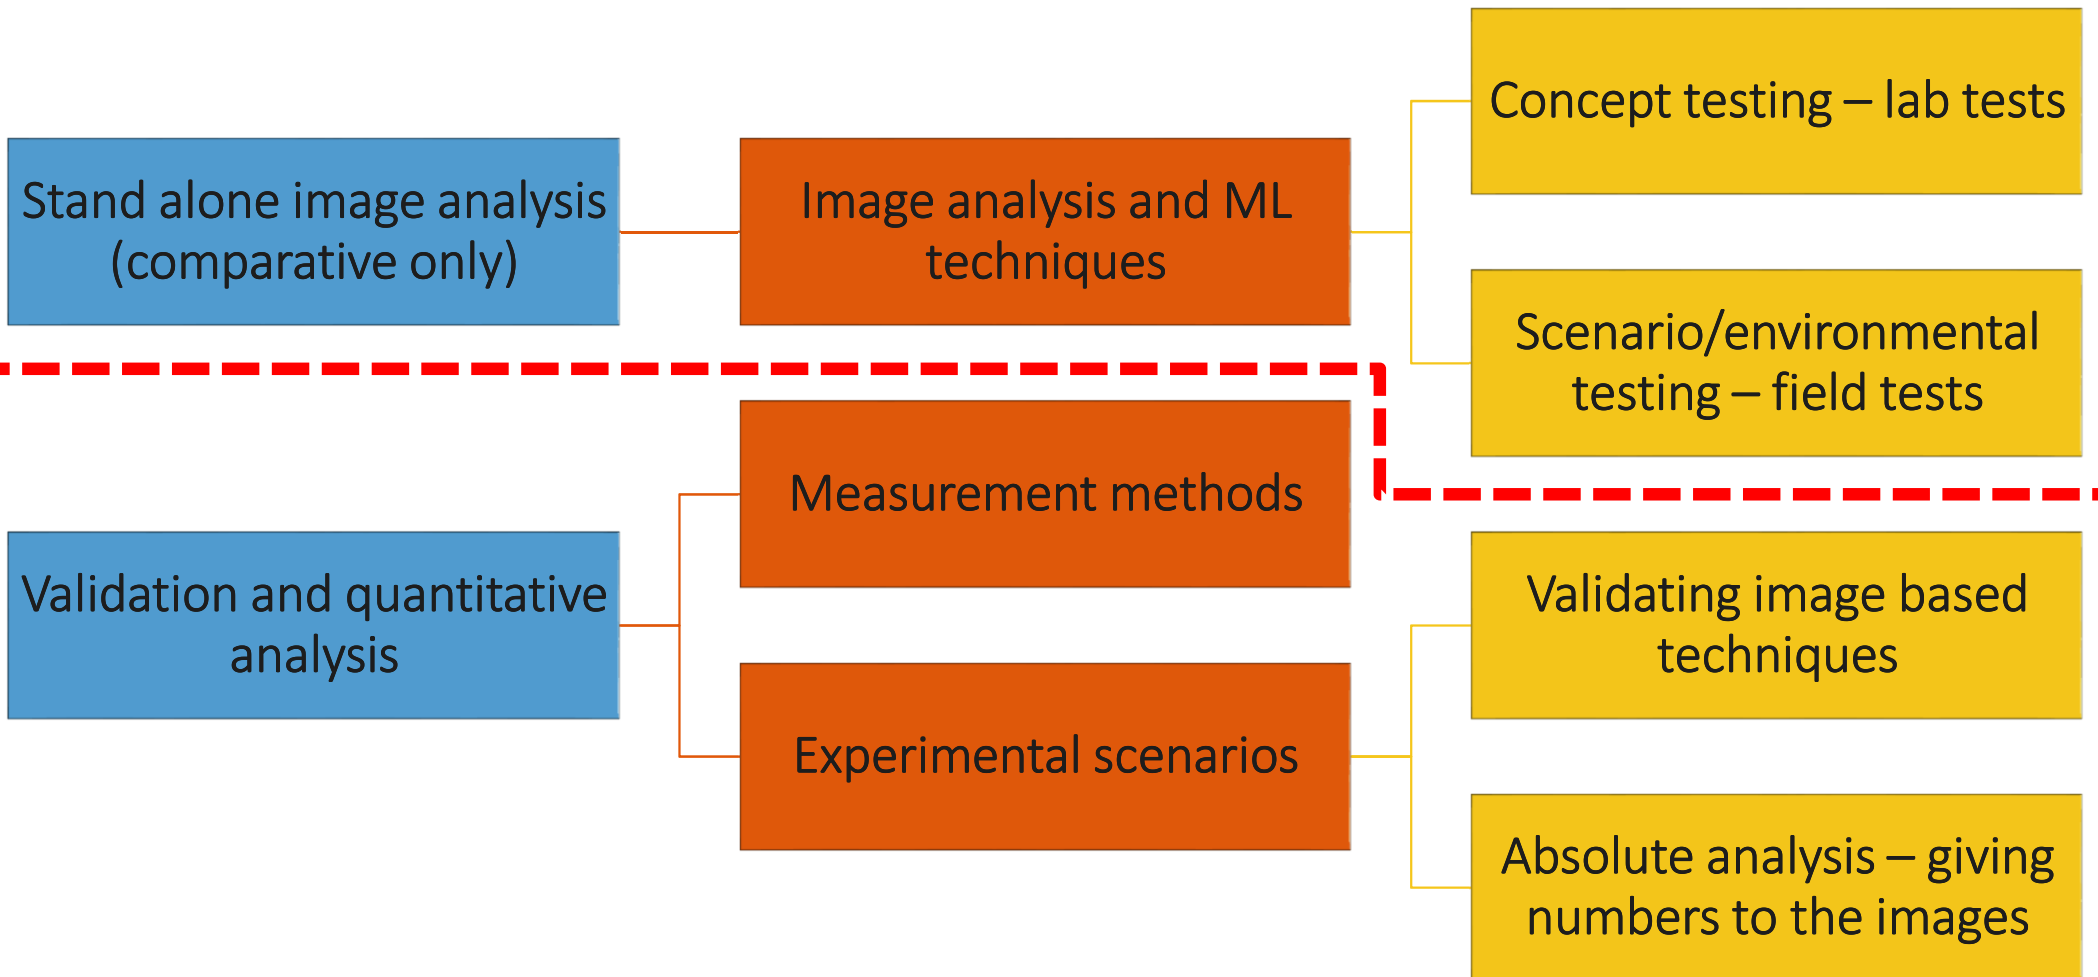 Stand alone image analysis
(comparative only)
Image analysis and ML
techniques
Concept testing – lab tests
Scenario/environmental
testing – field tests
Validation and quantitative
analysis
Measurement methods
Experimental scenarios
Validating image based
techniques
Absolute analysis – giving
numbers to the images